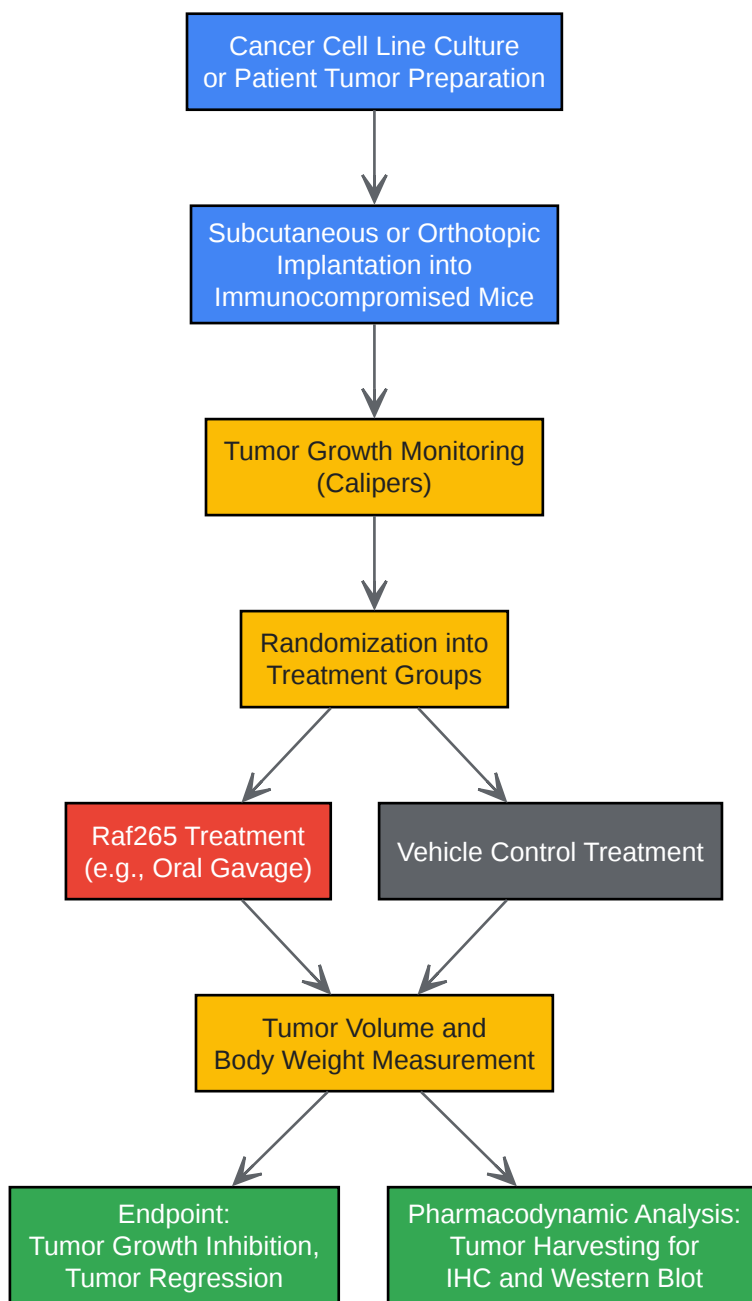 Cancer Cell Line Culture
or Patient Tumor Preparation
Subcutaneous or Orthotopic
Implantation into
Immunocompromised Mice
Tumor Growth Monitoring
(Calipers)
Randomization into
Treatment Groups
Raf265 Treatment
(e.g., Oral Gavage)
Vehicle Control Treatment
Tumor Volume and
Body Weight Measurement
Endpoint:
Tumor Growth Inhibition,
Tumor Regression
Pharmacodynamic Analysis:
Tumor Harvesting for
IHC and Western Blot